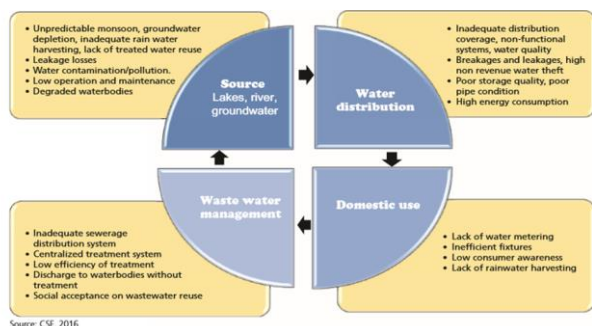 • Unpredictable monsoon, groundwater
depletion, inadequate rain water
harvesting, lack of treated water reuse
• Leakage losses
• Water contamination/pollution.
• Low operation and maintenance
• Degraded waterbodies
Source
Lakes, river,
groundwater
Water
distribution
• Inadequate distribution
coverage, non-functional
systems, water quality
• Breakages and leakages, high
non revenue water theft
• Poor storage quality, poor
pipe condition
• High energy consumption
Waste water
management
Domestic use
• Inadequate sewerage
distribution system
• Centralized treatment system
• Low efficiency of treatment
• Discharge to waterbodies without
treatment
• Social acceptance on wastewater reuse
• Lack of water metering
• Inefficient fixtures
• Low consumer awareness
• Lack of rainwater harvesting
Source: CSE, 2016